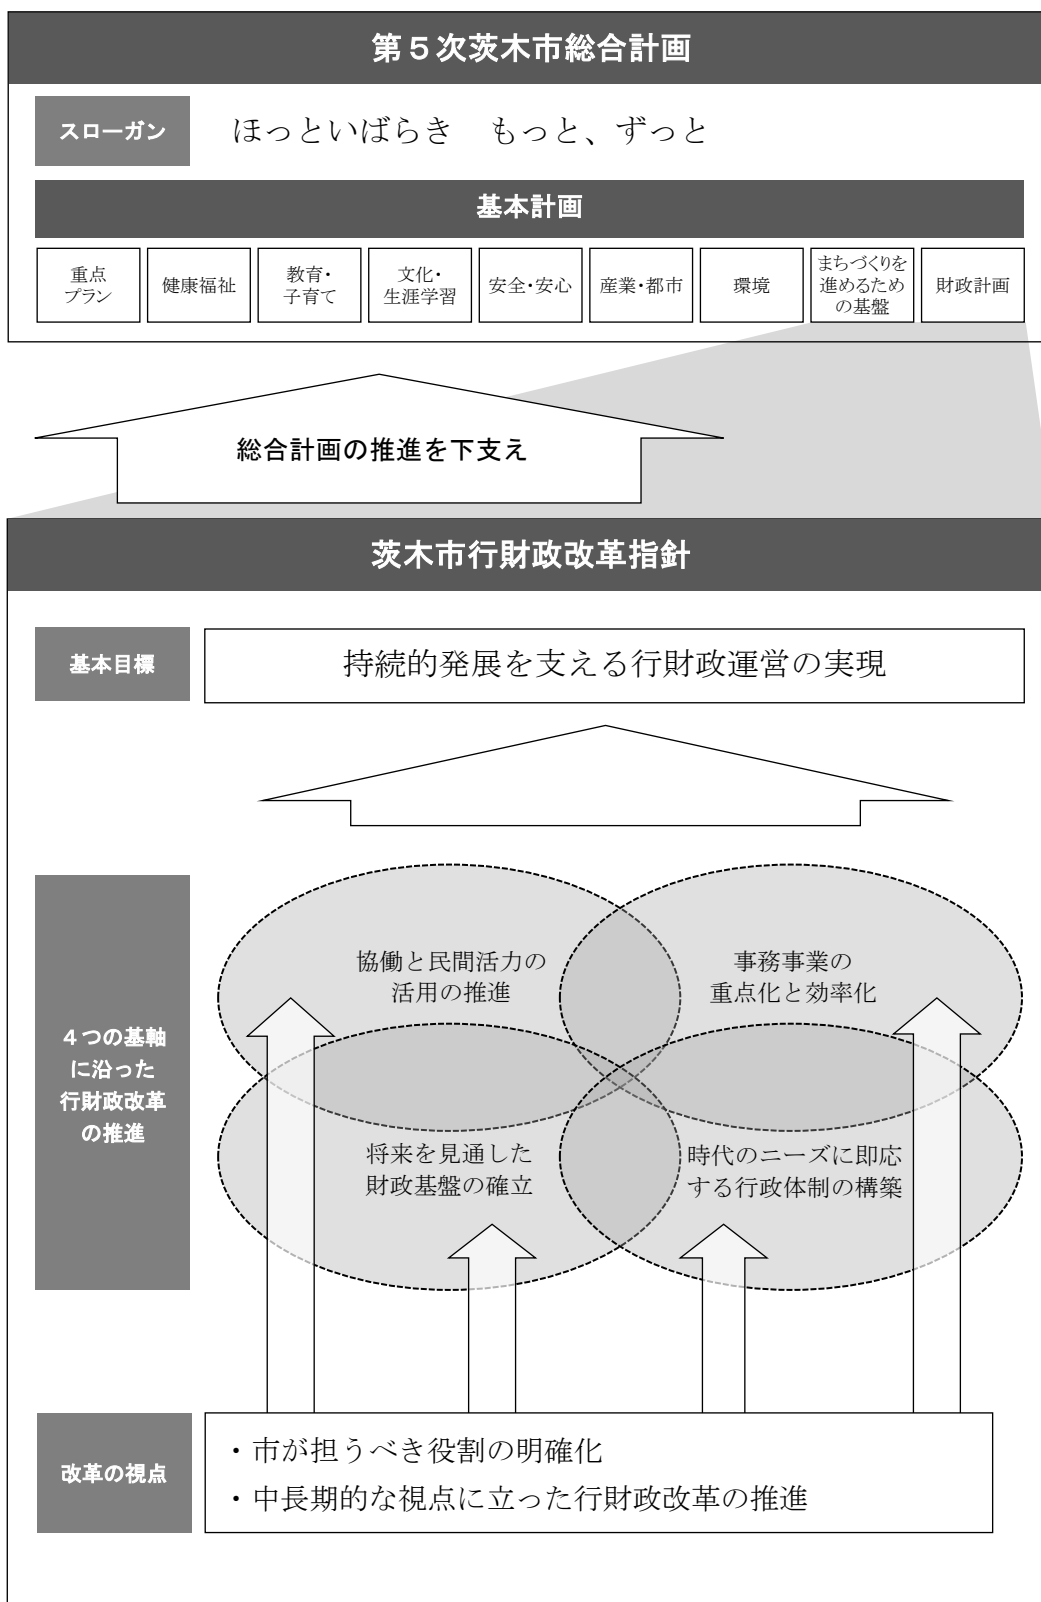 第５次茨木市総合計画
スローガン
ほっといばらき　もっと、ずっと
基本計画
重点
プラン
健康福祉
教育・
子育て
文化・
生涯学習
安全・安心
産業・都市
環境
まちづくりを
進めるため
の基盤
財政計画
総合計画の推進を下支え
茨木市行財政改革指針
基本目標
持続的発展を支える行財政運営の実現
４つの基軸
に沿った
行財政改革
の推進
協働と民間活力の
活用の推進
事務事業の
重点化と効率化
将来を見通した
財政基盤の確立
時代のニーズに即応
する行政体制の構築
改革の視点
・市が担うべき役割の明確化
・中長期的な視点に立った行財政改革の推進